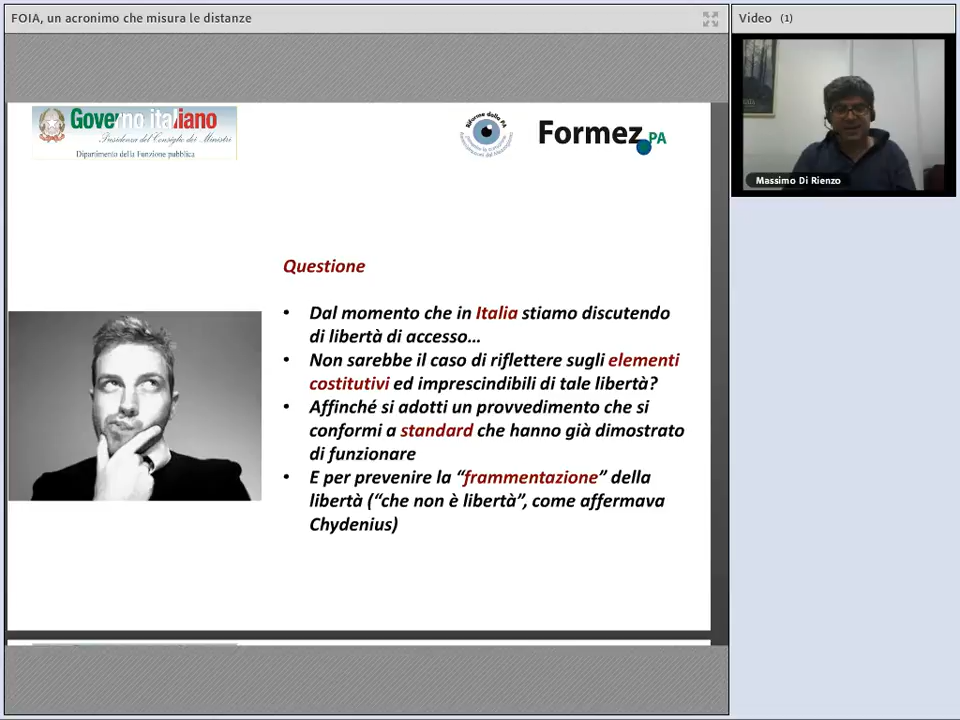 FOIA, un acronimo che misura le distanze
Video (1)
Governo italiano
Presidenza del Consiglio dei Ministri
Dipartimento della Funzione pubblica
Riforme della PA
Formez PA
Massimo Di Rienzo
Questione
• Dal momento che in Italia stiamo discutendo
di libertà di accesso...
• Non sarebbe il caso di riflettere sugli elementi
costitutivi ed imprescindibili di tale libertà?
• Affinché si adotti un provvedimento che si
conformi a standard che hanno già dimostrato
di funzionare
• E per prevenire la “frammentazione” della
libertà (“che non è libertà”, come affermava
Chydenius)